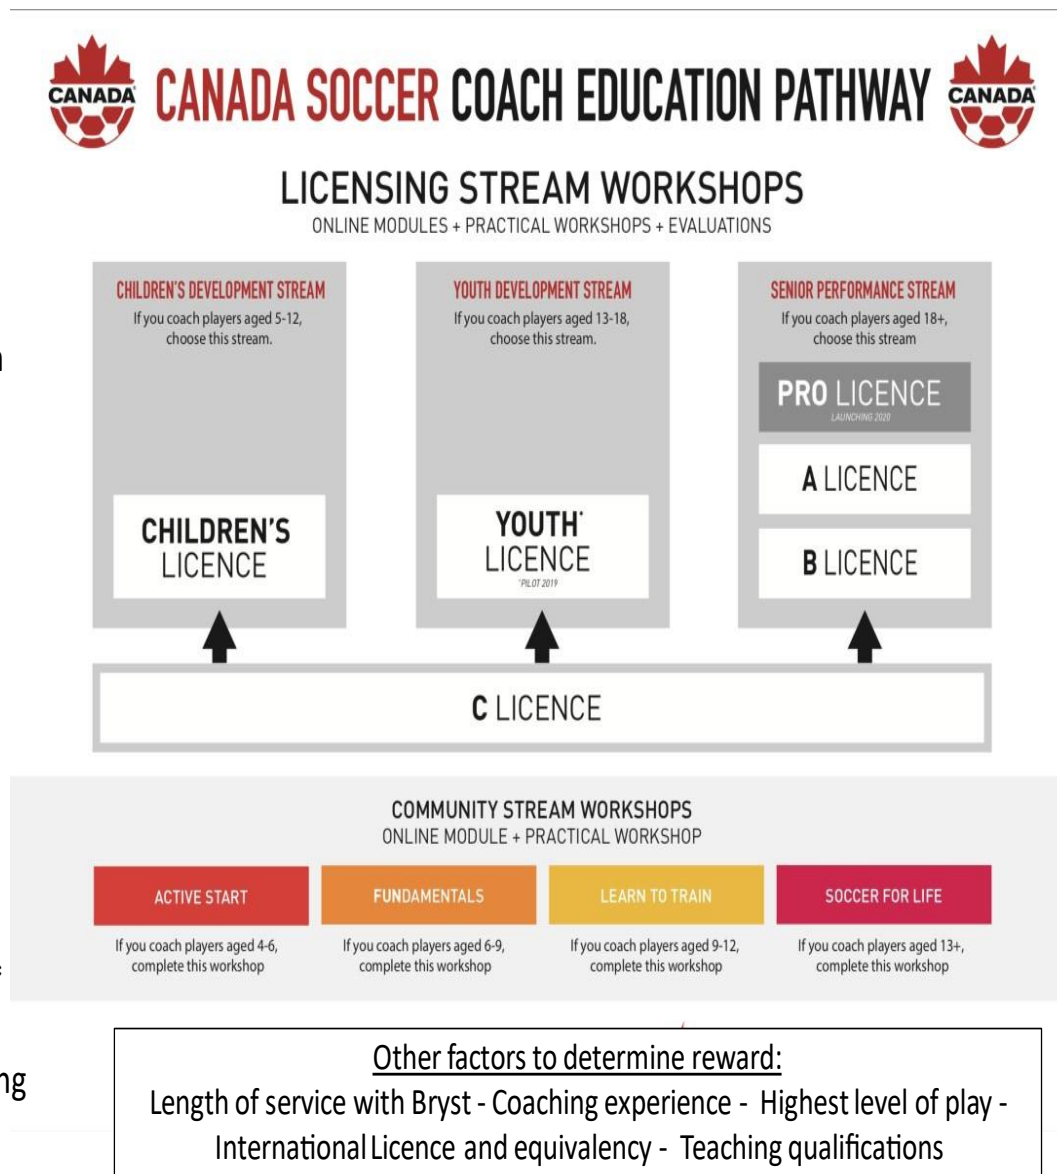 CANADA
CANADA SOCCER COACH EDUCATION PATHWAY
CANADA
LICENSING STREAM WORKSHOPS
ONLINE MODULES + PRACTICAL WORKSHOPS + EVALUATIONS
CHILDREN'S DEVELOPMENT STREAM
If you coach players aged 5-12,
choose this stream.
CHILDREN'S
LICENCE
YOUTH DEVELOPMENT STREAM
If you coach players aged 13-18,
choose this stream.
YOUTH*
LICENCE
*PILOT 2019
SENIOR PERFORMANCE STREAM
If you coach players aged 18+,
choose this stream
PRO LICENCE
LAUNCHING 2020
A LICENCE
B LICENCE
C LICENCE
COMMUNITY STREAM WORKSHOPS
ONLINE MODULE + PRACTICAL WORKSHOP
ACTIVE START
If you coach players aged 4-6,
complete this workshop
FUNDAMENTALS
If you coach players aged 6-9,
complete this workshop
LEARN TO TRAIN
If you coach players aged 9-12,
complete this workshop
SOCCER FOR LIFE
If you coach players aged 13+,
complete this workshop
ng
Other factors to determine reward:
Length of service with Bryst - Coaching experience - Highest level of play -
International Licence and equivalency - Teaching qualifications